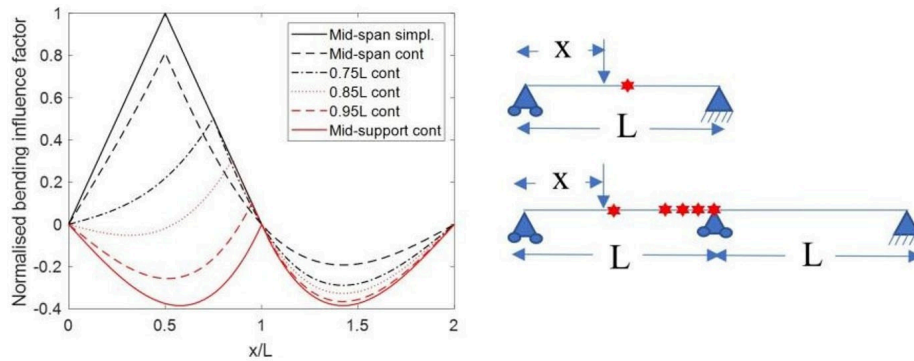 Normalised bending influence factor
1
0.8
0.6
0.4
0.2
0
-0.2
-0.4
0
0.5
1
1.5
2
x/L
Mid-span simpl.
Mid-span cont
0.75L cont
0.85L cont
0.95L cont
Mid-support cont
x
L
x
L
L